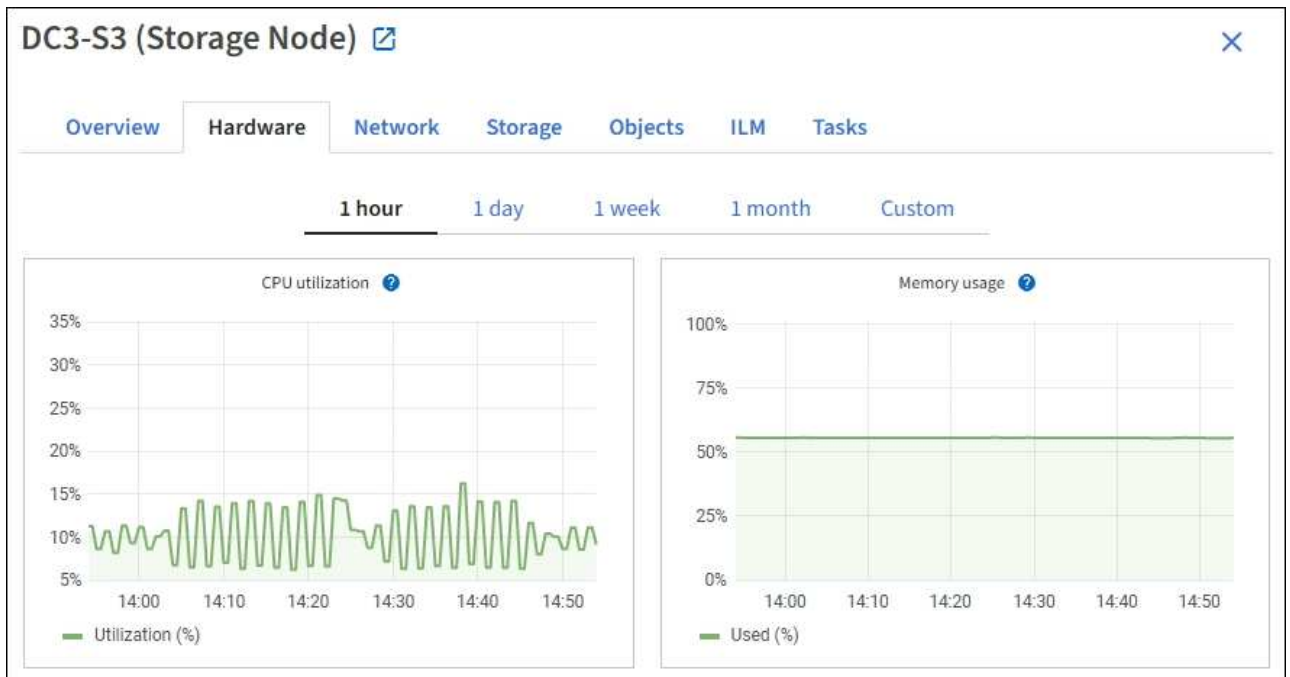 DC3-S3 (Storage Node)
Overview Hardware Network Storage Objects ILM Tasks
1 hour 1 day 1 week 1 month Custom
CPU utilization ?
35%
30%
25%
20%
15%
10%
5%
14:00 14:10 14:20 14:30 14:40 14:50
Utilization (%)
Memory usage ?
100%
75%
50%
25%
0%
14:00 14:10 14:20 14:30 14:40 14:50
Used (%)